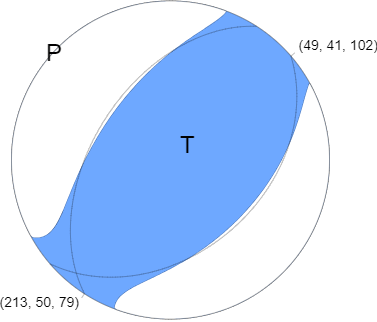 P
(49, 41, 102)
T
(213, 50, 79)